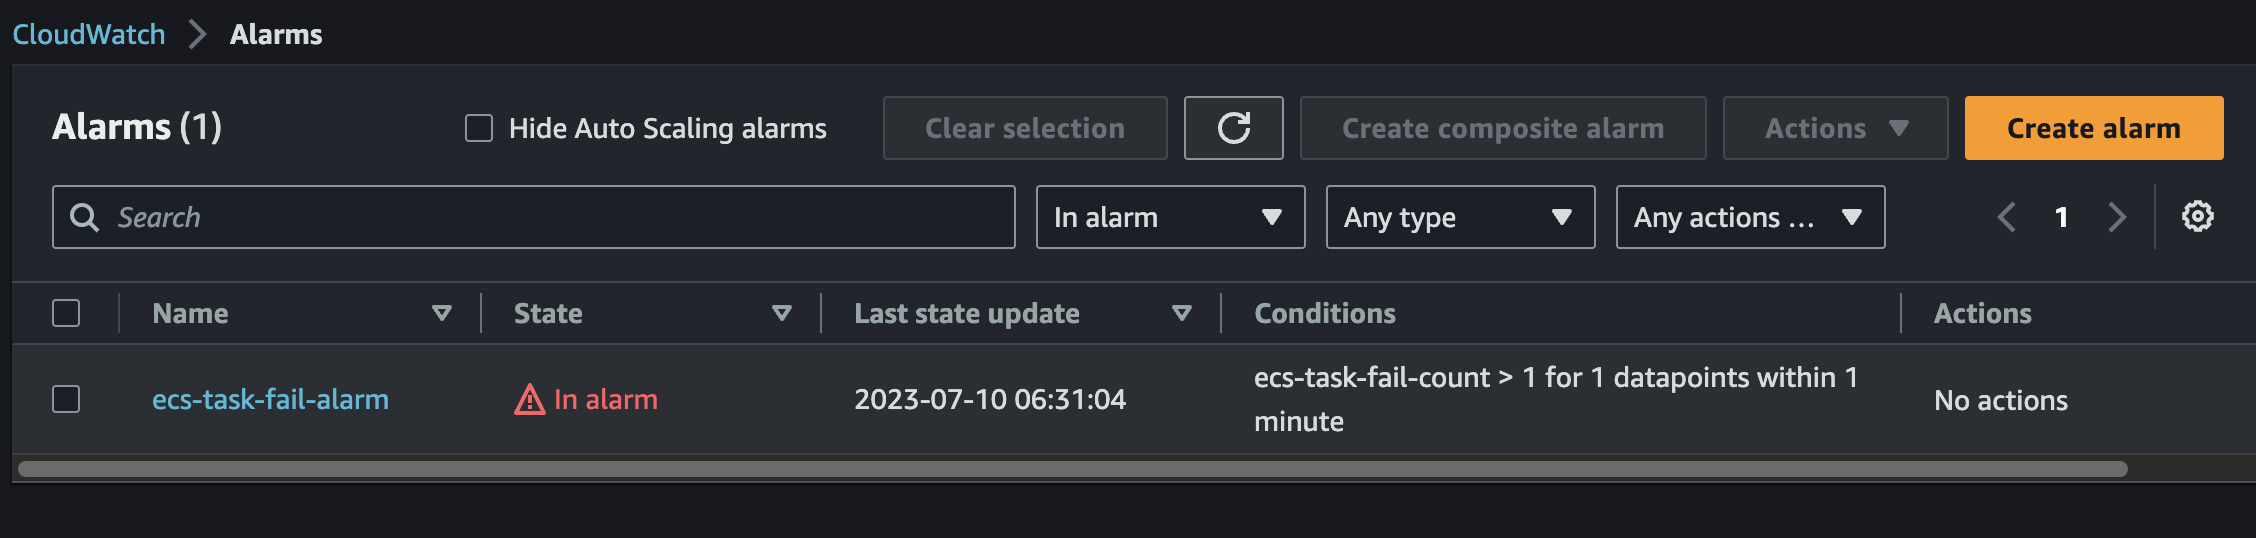 CloudWatch > Alarms
Alarms (1)
Hide Auto Scaling alarms
Clear selection
Create composite alarm
Actions
Create alarm
Search
In alarm
Any type
Any actions ...
1
Name
State
Last state update
Conditions
Actions
ecs-task-fail-alarm
In alarm
2023-07-10 06:31:04
ecs-task-fail-count > 1 for 1 datapoints within 1
minute
No actions